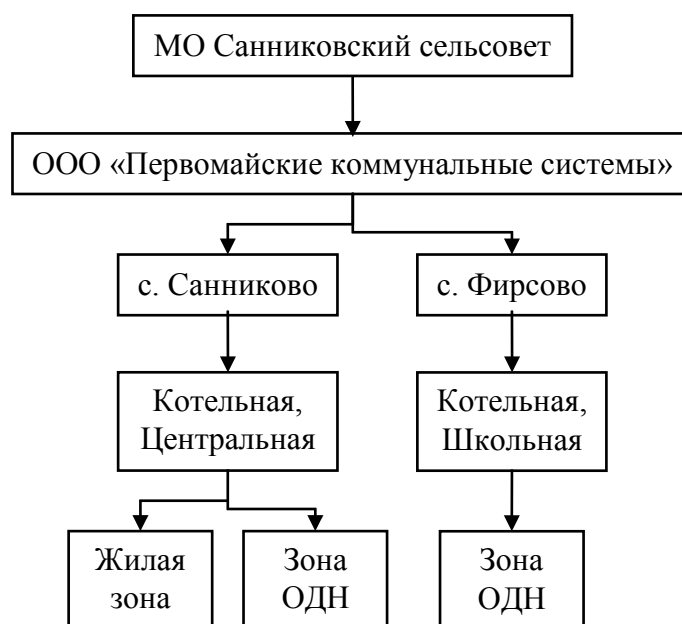 МО Санниковский сельсовет
ООО «Первомайские коммунальные системы»
с. Санниково
с. Фирсово
Котельная,
Центральная
Котельная,
Школьная
Жилая
зона
Зона
ОДН
Зона
ОДН